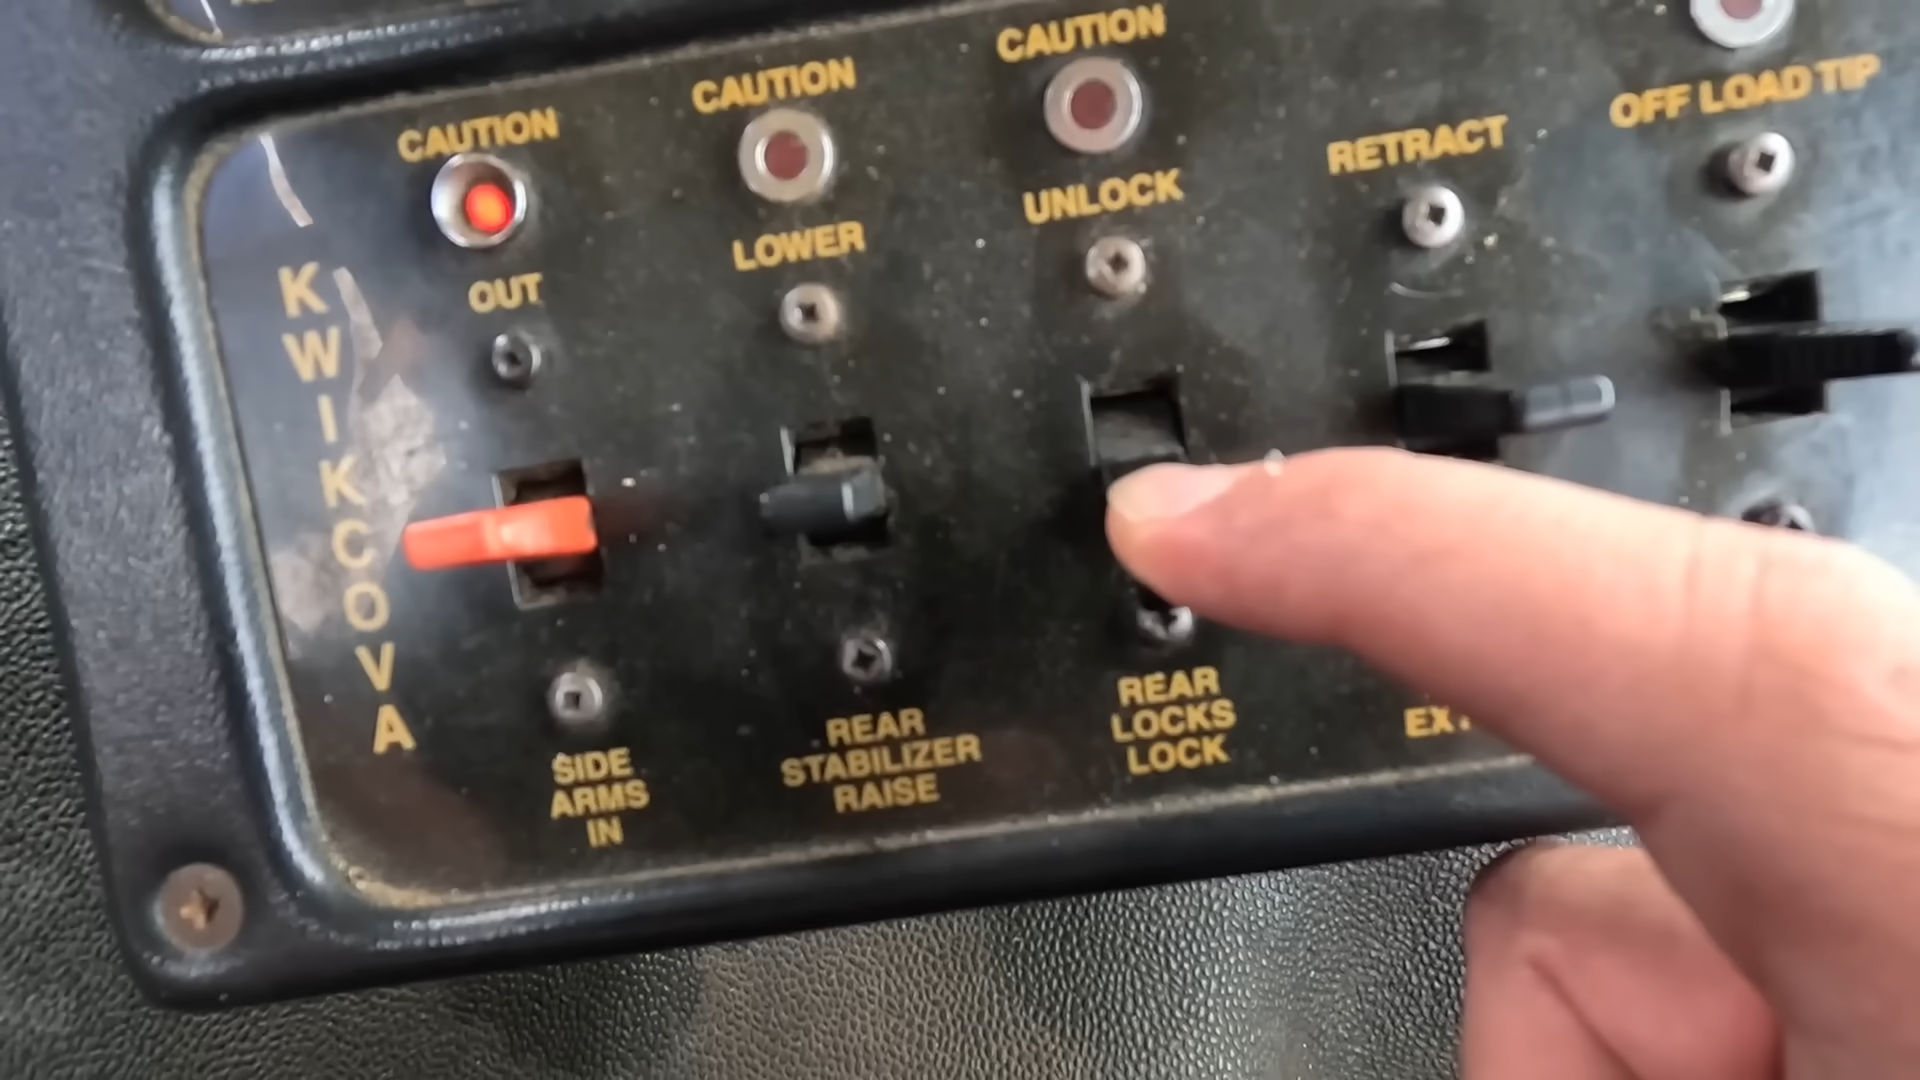 CAUTION
CAUTION
CAUTION
OUT
LOWER
UNLOCK
RETRACT
OFF LOAD TIP
KWIKCOVA
SIDE
ARMS
IN
REAR
STABILIZER
RAISE
REAR
LOCKS
LOCK